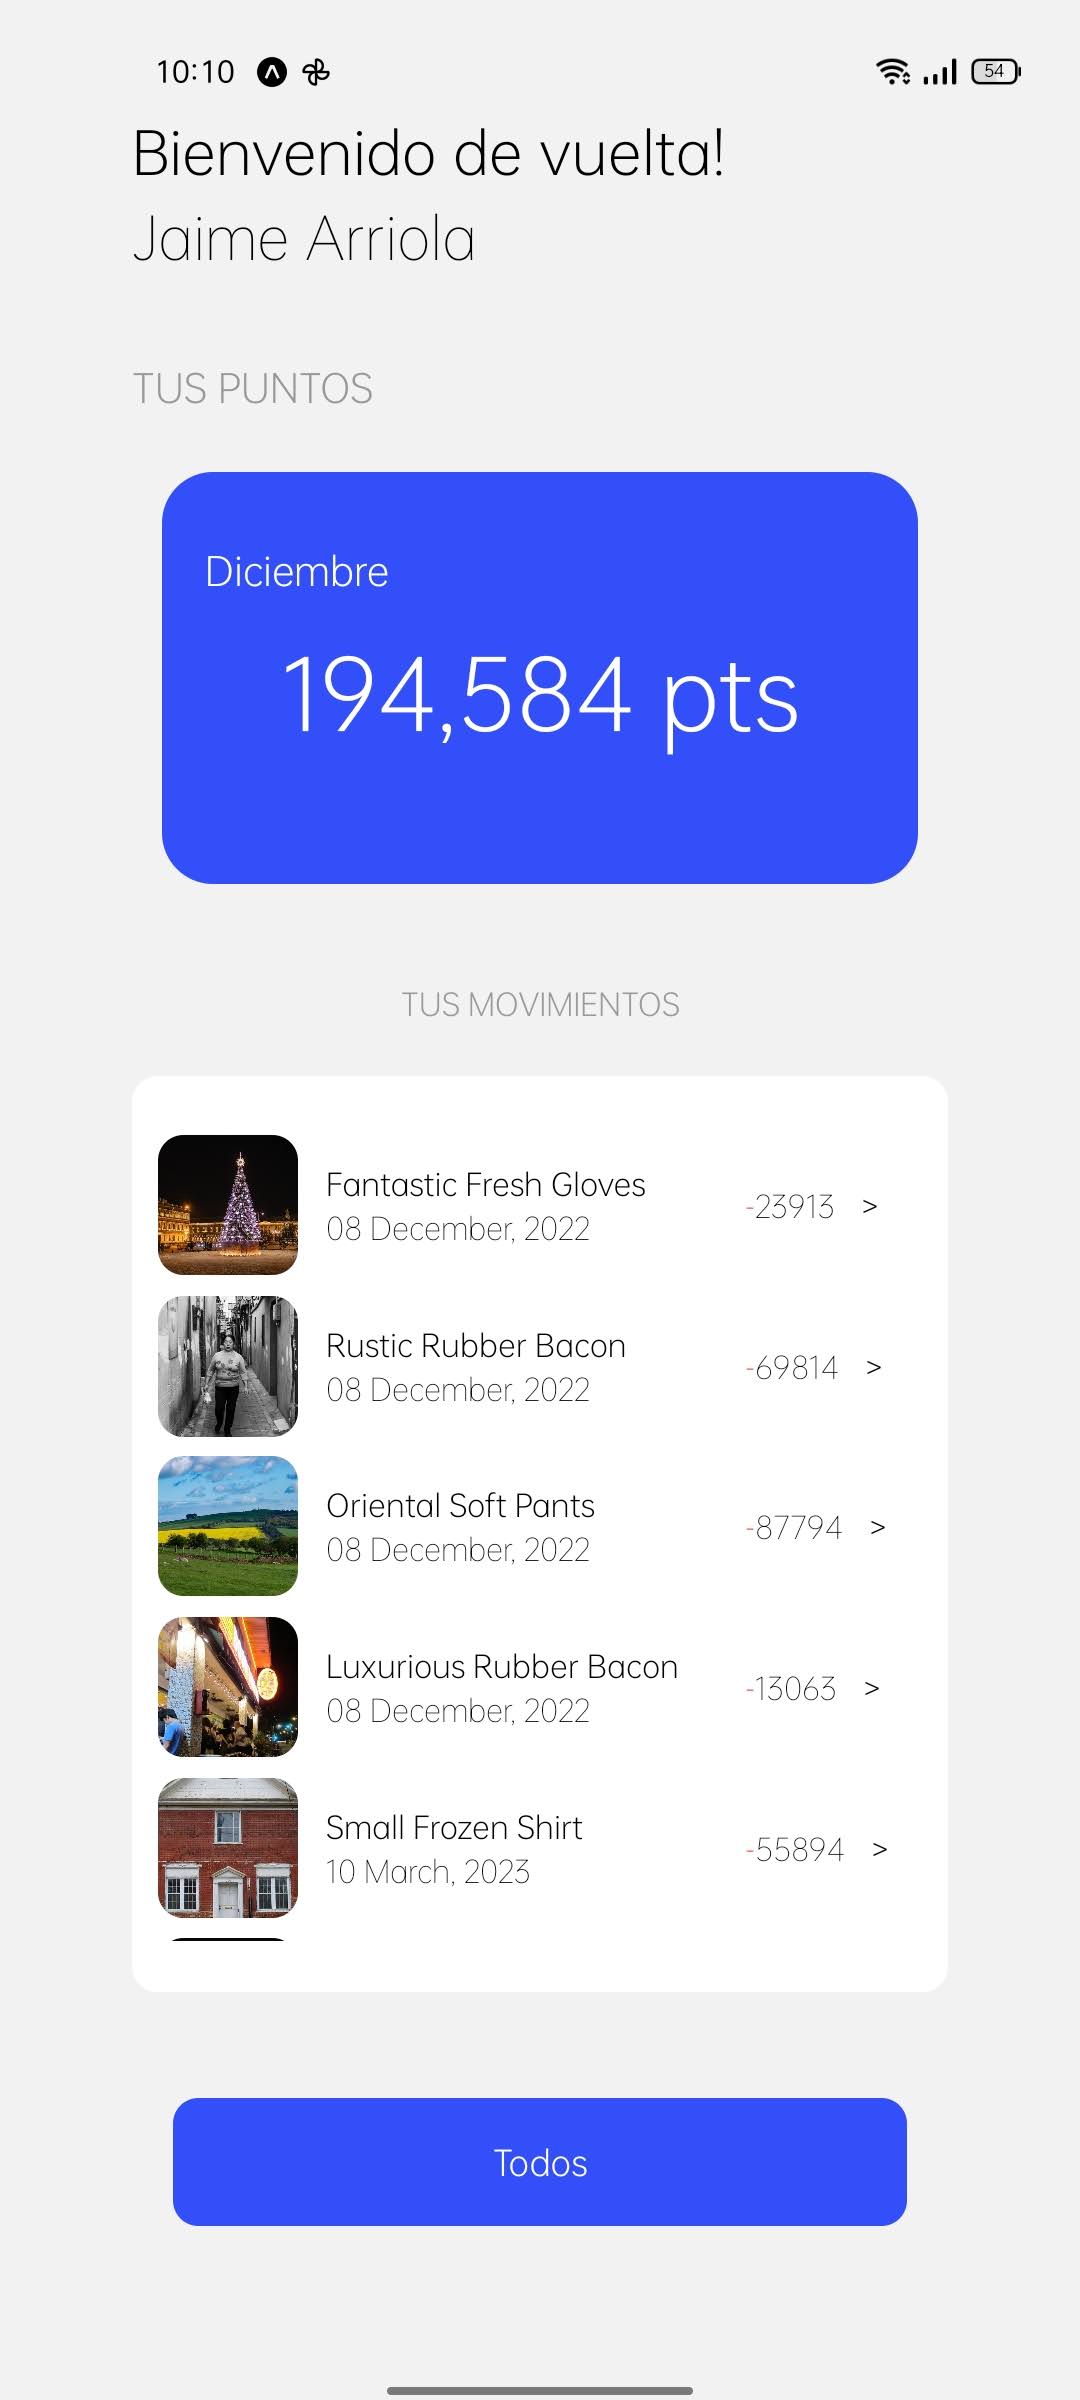 10:10 54
Bienvenido de vuelta!
Jaime Arriola
TUS PUNTOS
Diciembre
194,584 pts
TUS MOVIMIENTOS
Fantastic Fresh Gloves
08 December, 2022
-23913 >
Rustic Rubber Bacon
08 December, 2022
-69814 >
Oriental Soft Pants
08 December, 2022
-87794 >
Luxurious Rubber Bacon
08 December, 2022
-13063 >
Small Frozen Shirt
10 March, 2023
-55894 >
Todos